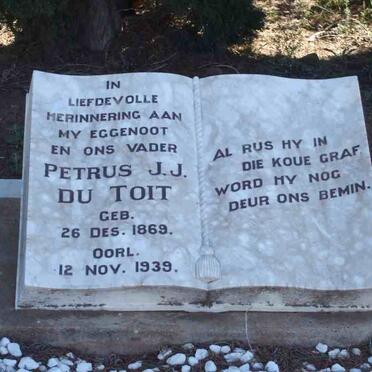 IN
LIEFDEVOLLE
HERINNERING AAN
MY EGGENOOT
EN ONS VADER
PETRUS J.J.
DU TOIT
GEB.
26 DES. 1869.
OORL.
12 NOV. 1939.
AL RUS HY IN
DIE KOUE GRAF
WORD HY NOG
DEUR ONS BEMIN.